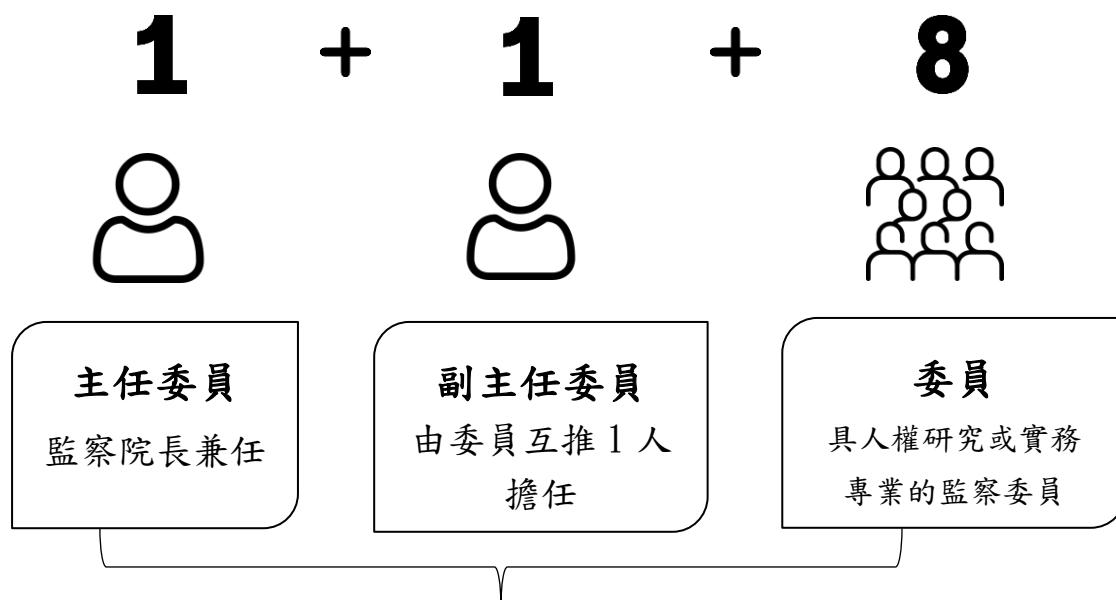 1 + 1 + 8
主任委員
監察院長兼任
副主任委員
由委員互推 1 人
擔任
委員
具人權研究或實務
專業的監察委員